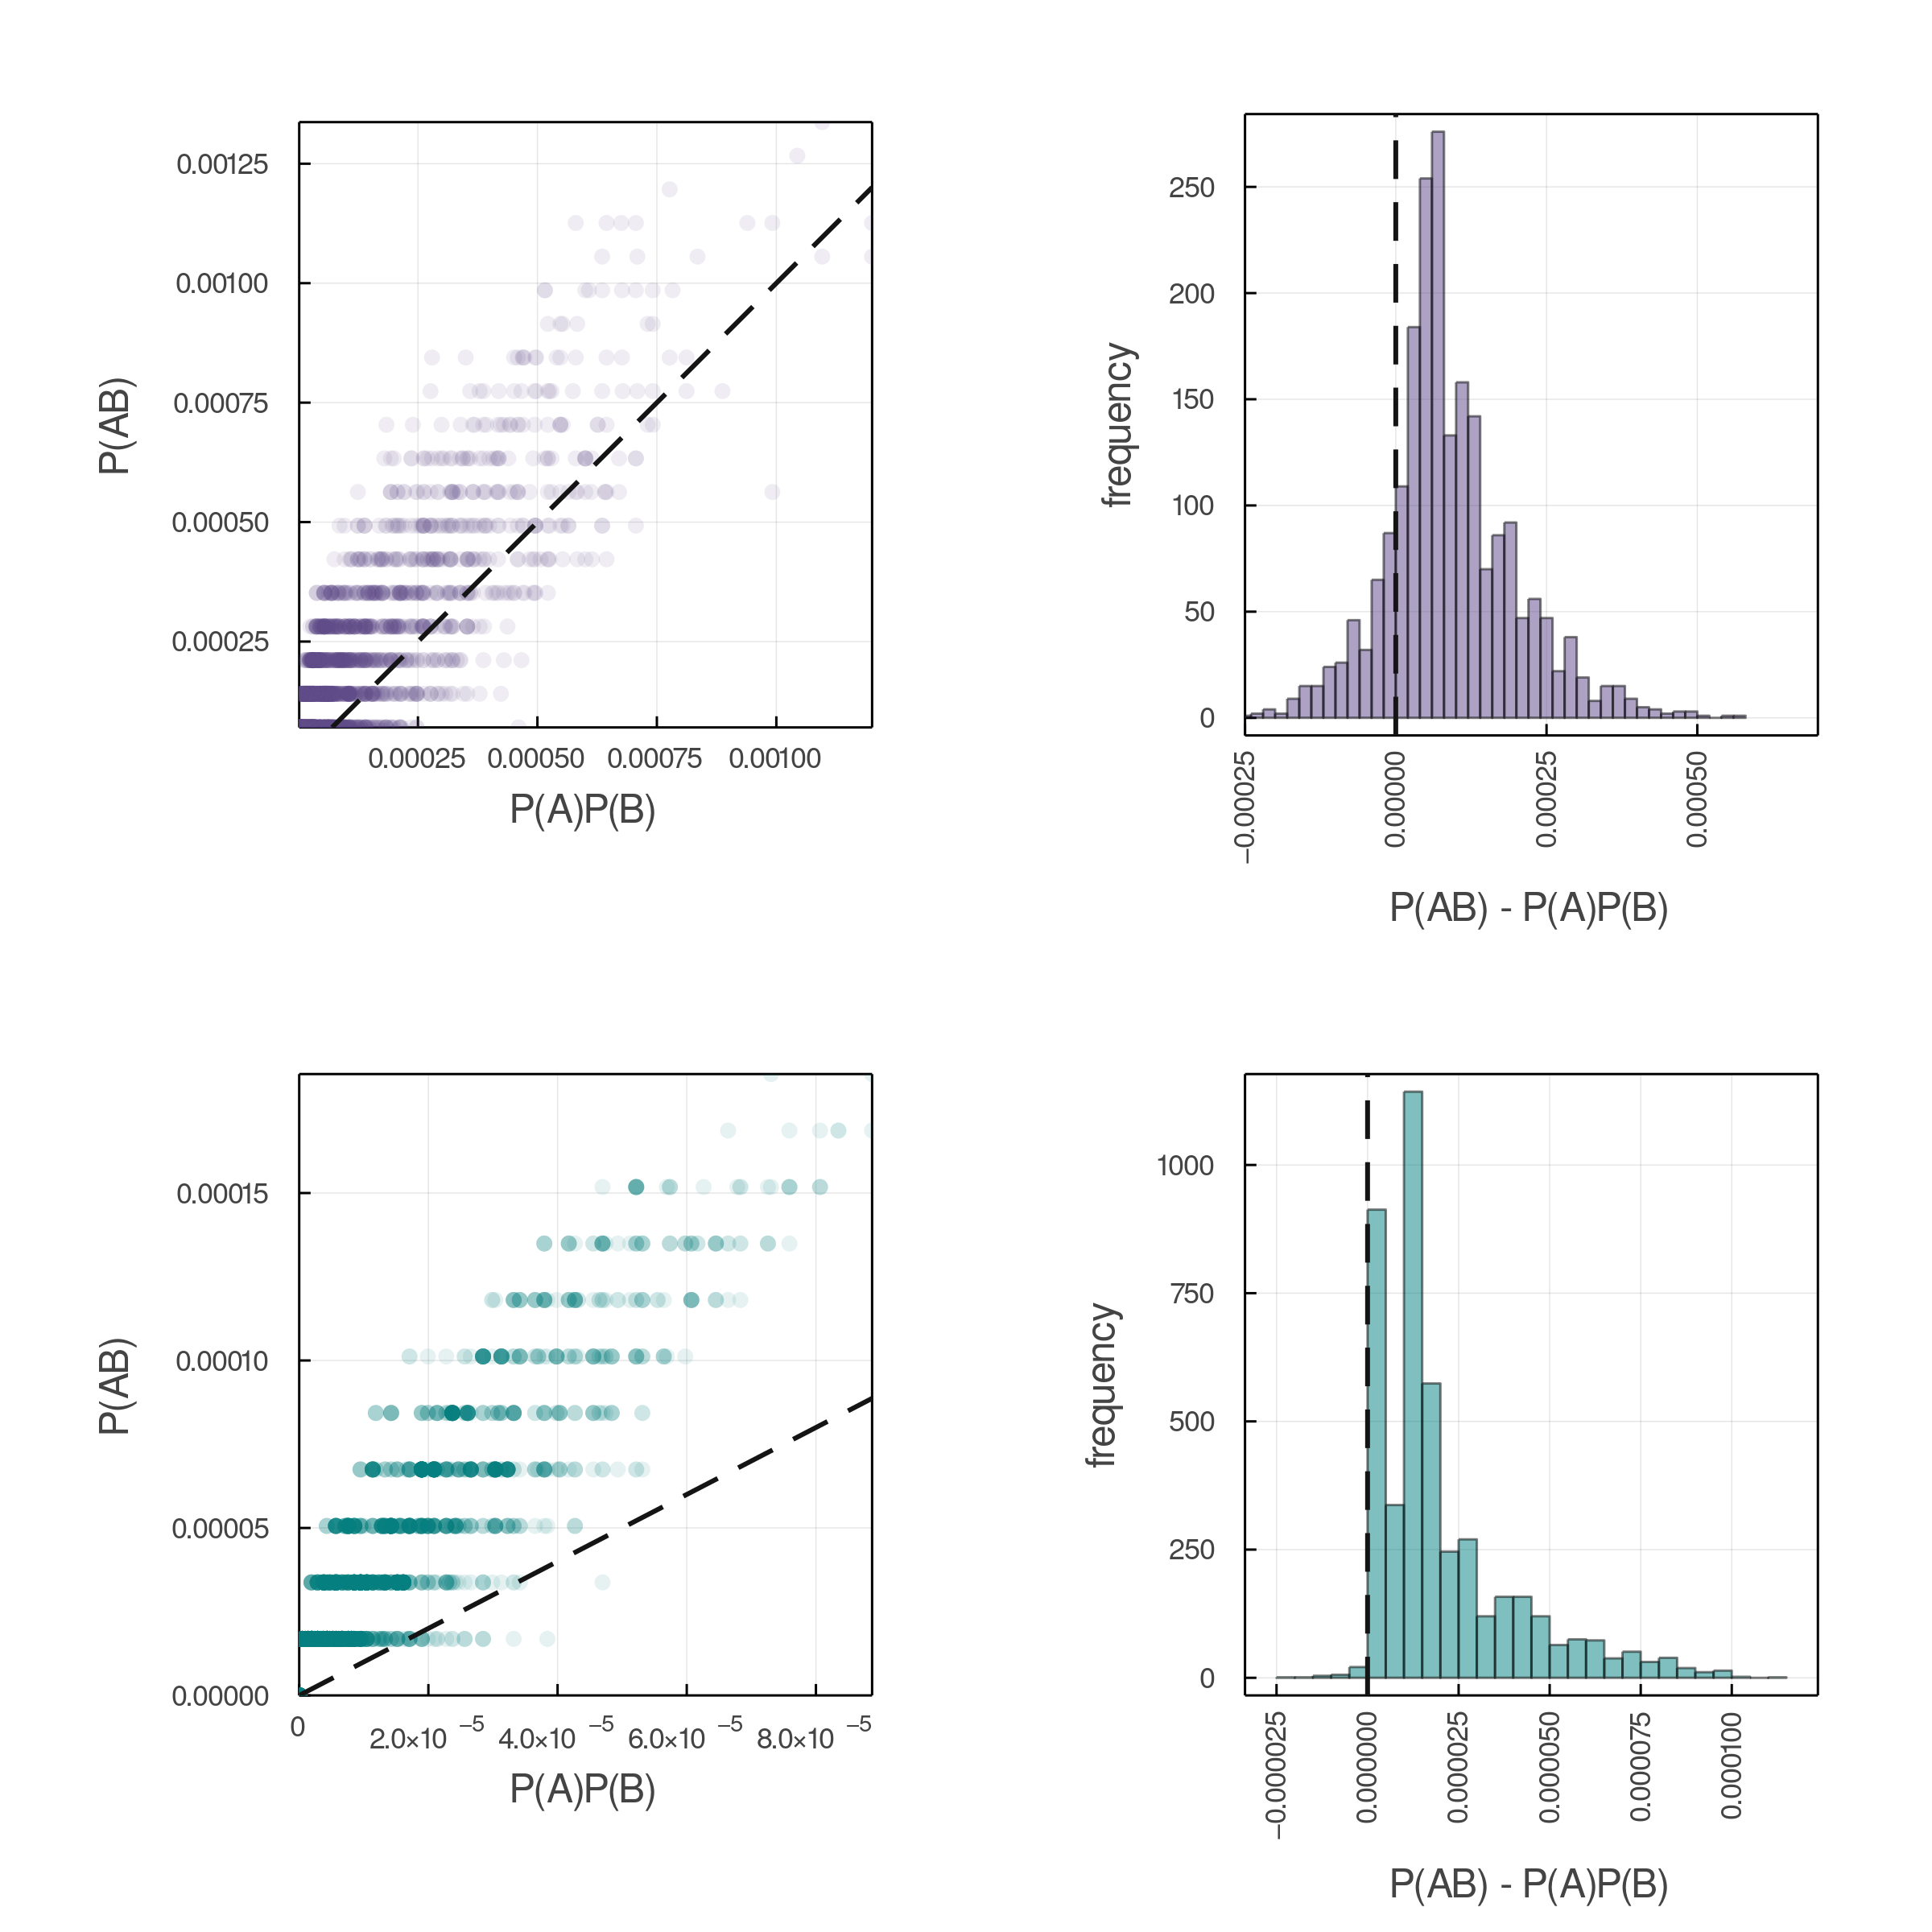 0.00125
0.00100
0.00075
0.00050
0.00025
P(AB)
0.00025 0.00050 0.00075 0.00100
P(A)P(B)
250
200
150
100
50
0
frequency
−0.00025 0.00000 0.00025 0.00050
P(AB) - P(A)P(B)
0.00015
0.00010
0.00005
0.00000
P(AB)
0 2.0×10⁻⁵ 4.0×10⁻⁵ 6.0×10⁻⁵ 8.0×10⁻⁵
P(A)P(B)
1000
750
500
250
0
frequency
−0.000025 0.000000 0.000025 0.000050 0.000075 0.000100
P(AB) - P(A)P(B)